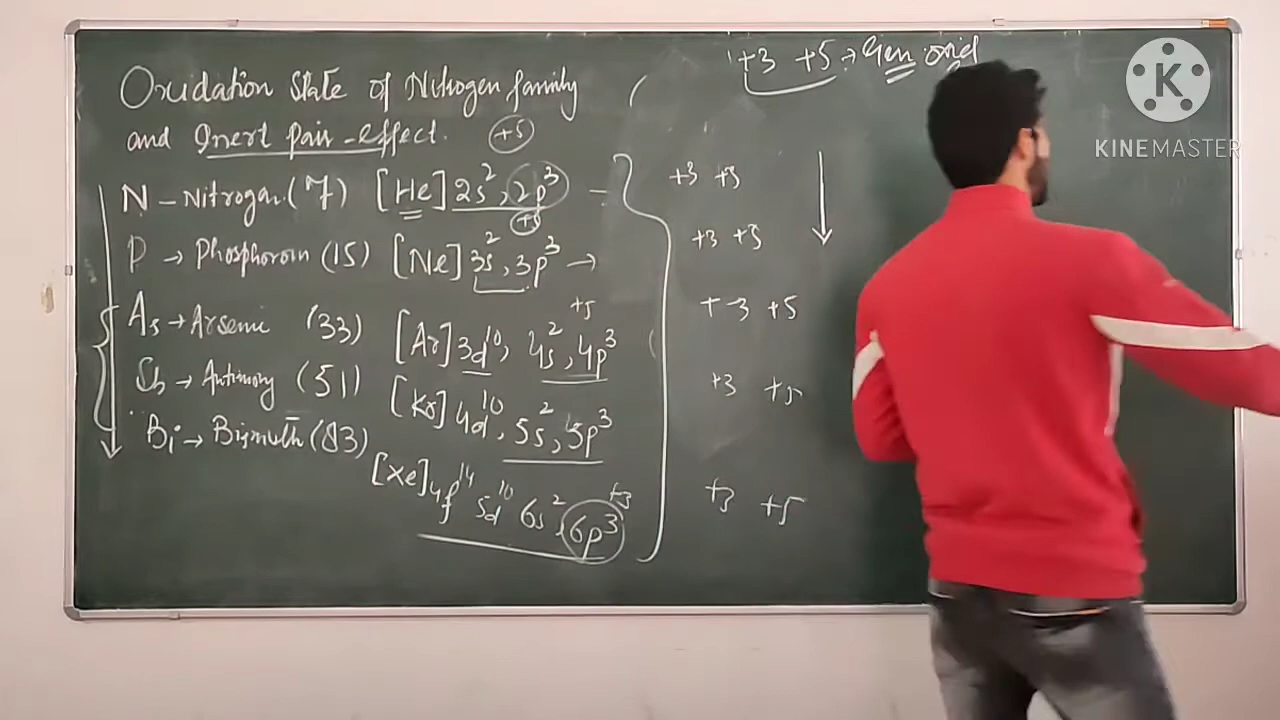 Oxidation state of Nitrogen family
and Inert pair-effect. +5
N - Nitrogen (7) [He] 2s², 2p³ -
+5
P → Phosphorous (15) [Ne] 3s², 3p³ →
+5
As → Arsenic (33) [Ar] 3d¹⁰, 4s², 4p³
Sb → Antimony (51) [Kr] 4d¹⁰, 5s², 5p³
Bi → Bismuth (83)
[Xe] 4f¹⁴ 5d¹⁰ 6s², 6p³ +3
+3 +5 → Gen oxid
+3 +5
+3 +5
+3 +5
+3 +5
+3 +5
K
KINEMASTER